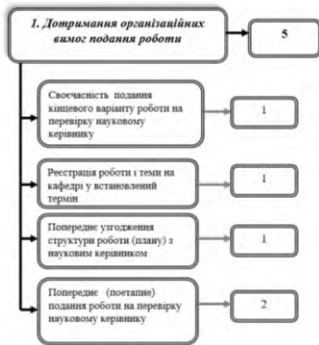 1. Дотримання організаційних
вимог подання роботи
5
Своєчасність подання
кінцевого варіанту роботи на
перевірку науковому
керівнику
1
Реєстрація роботи і теми на
кафедрі у встановлений
термін
1
Попереднє узгодження
структури роботи (плану) з
науковим керівником
1
Попереднє (поетапне)
подання роботи на перевірку
науковому керівнику
2